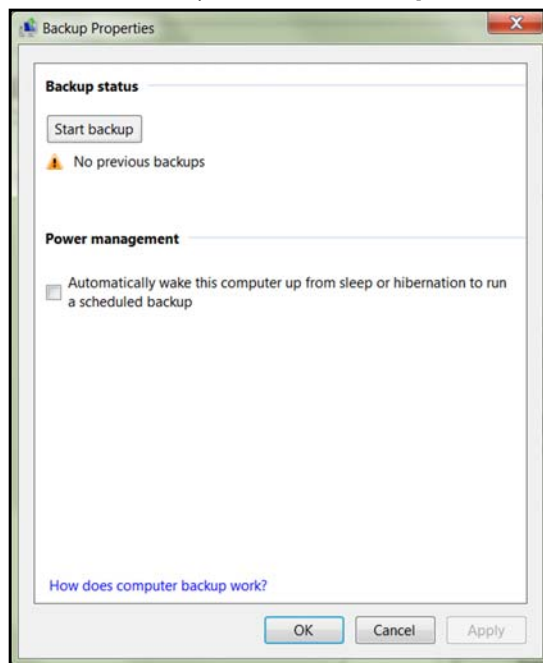 Backup Properties
Backup status
Start backup
No previous backups
Power management
Automatically wake this computer up from sleep or hibernation to run
a scheduled backup
How does computer backup work?
OK Cancel Apply